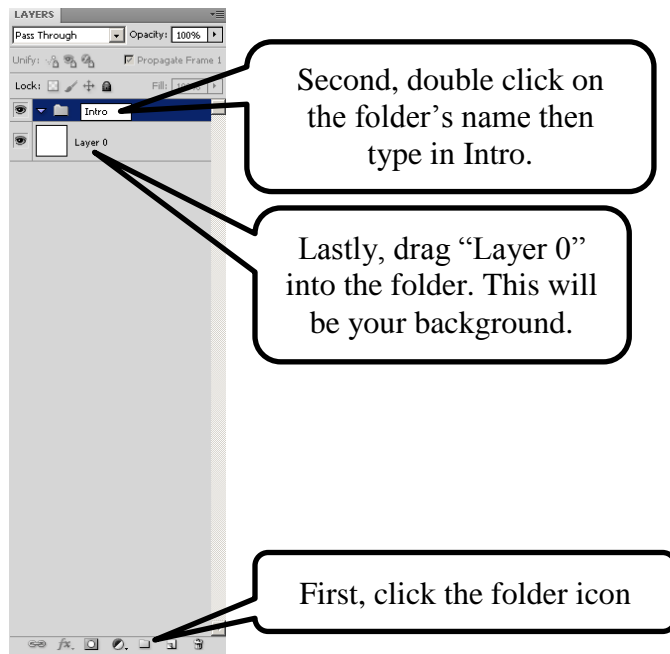 LAYERS
Pass Through Opacity: 100%
Unify: Propagate Frame 1
Lock: Fill:
Intro
Layer 0
Second, double click on
the folder’s name then
type in Intro.
Lastly, drag “Layer 0”
into the folder. This will
be your background.
fx.
First, click the folder icon